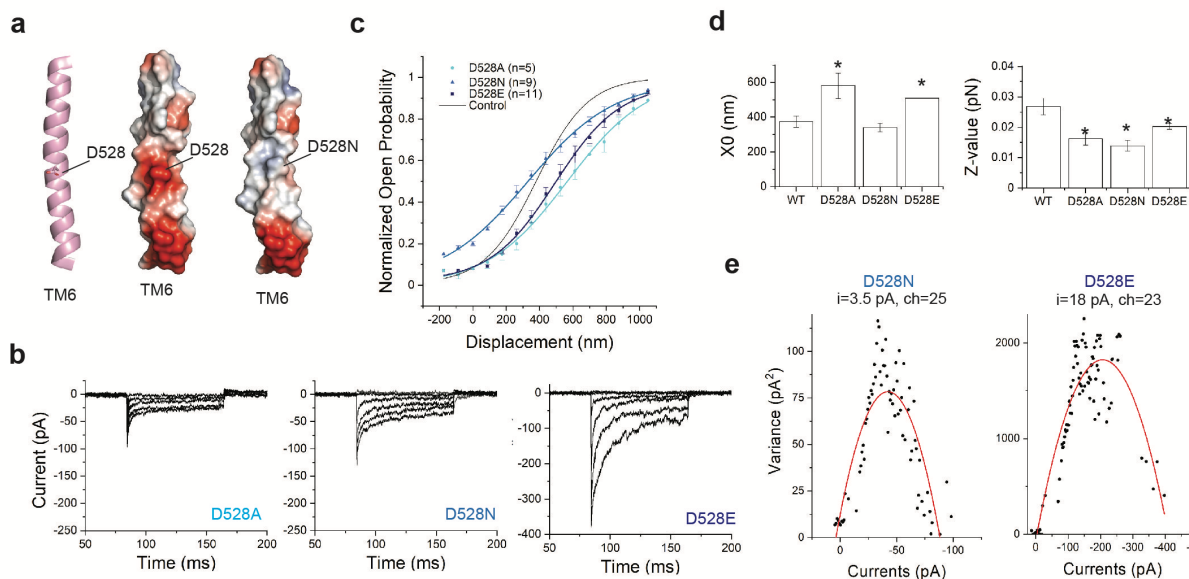 a
D528
D528
D528N
TM6
TM6
TM6
b
Current (pA)
0
-50
-100
-150
-200
-250
50
100
150
200
Time (ms)
D528A
0
-50
-100
-150
-200
-250
50
100
150
200
Time (ms)
D528N
0
-100
-200
-300
-400
50
100
150
200
Time (ms)
D528E
c
Normalized Open Probability
1.0
0.8
0.6
0.4
0.2
0
D528A (n=5)
D528N (n=9)
D528E (n=11)
Control
-200 0 200 400 600 800 1000
Displacement (nm)
d
X0 (nm)
600
400
200
0
*
*
WT D528A D528N D528E
Z-value (pN)
0.04
0.03
0.02
0.01
0.00
*
*
*
WT D528A D528N D528E
e
D528N
i=3.5 pA, ch=25
Variance (pA²)
100
75
50
25
0
0 -50 -100
Currents (pA)
D528E
i=18 pA, ch=23
2000
1000
0
0 -100 -200 -300 -400
Currents (pA)